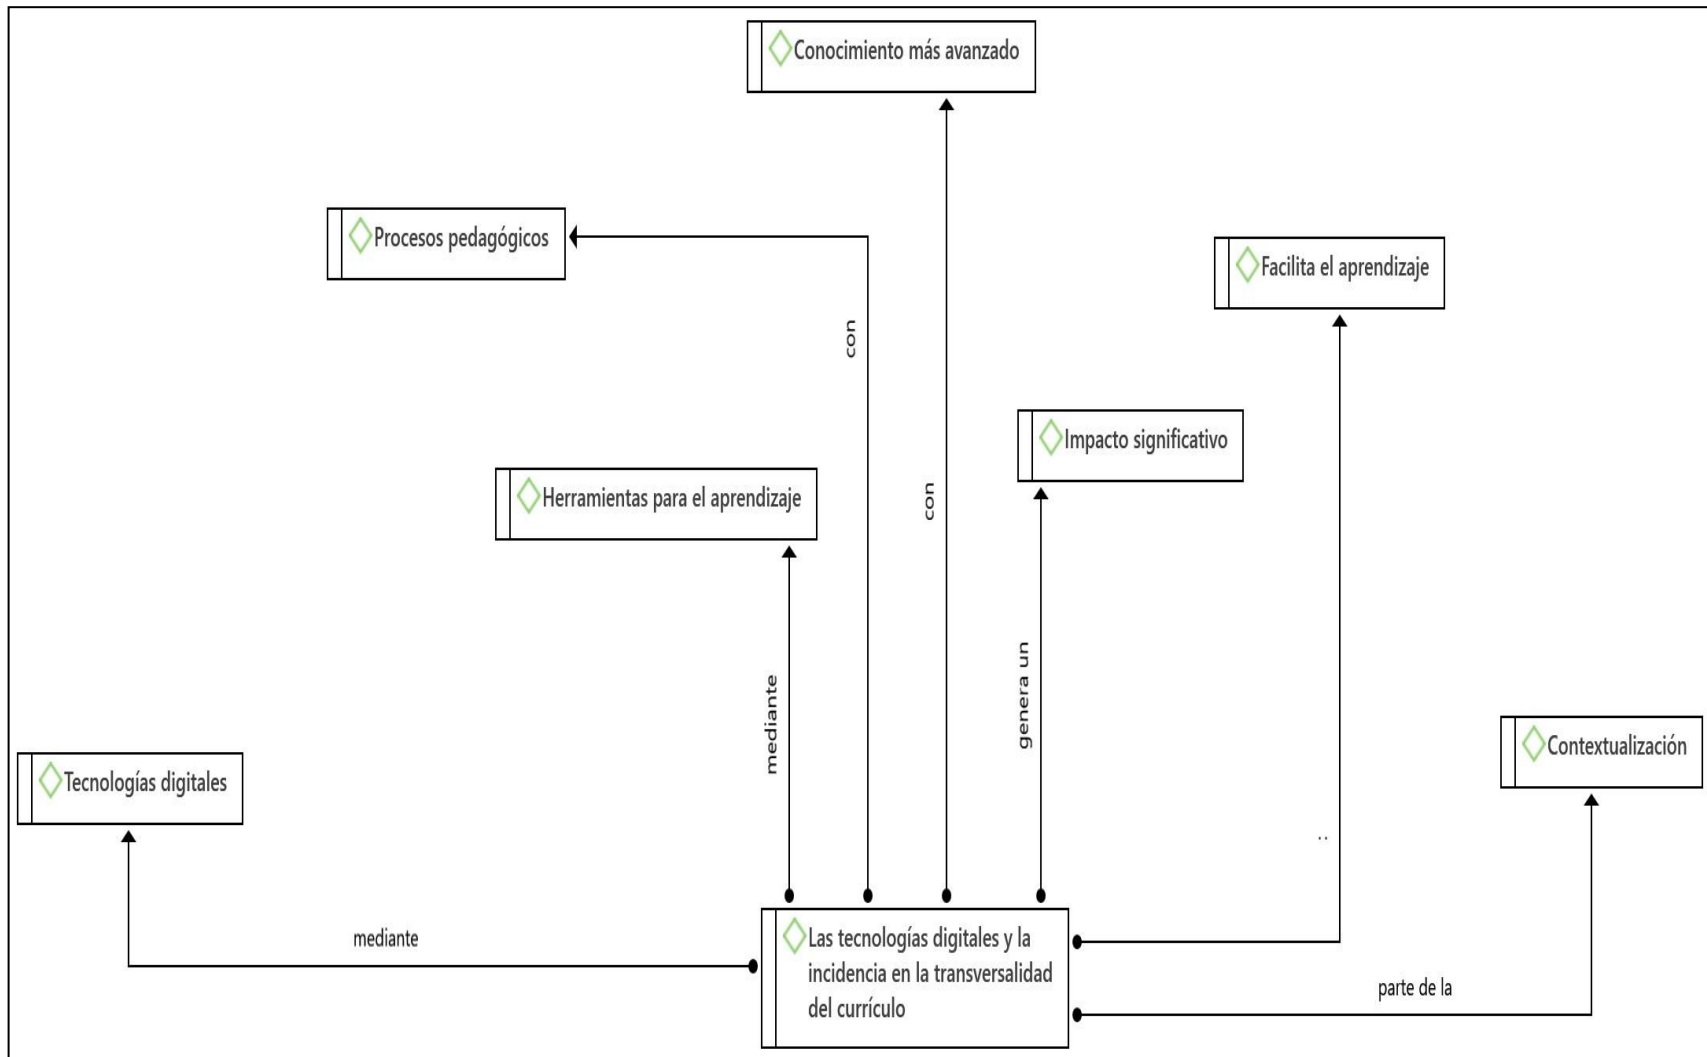 Conocimiento más avanzado
Procesos pedagógicos
Facilita el aprendizaje
con
Impacto significativo
Herramientas para el aprendizaje
con
genera un
mediante
Contextualización
Tecnologías digitales
..
mediante
Las tecnologías digitales y la
incidencia en la transversalidad
del currículo
parte de la